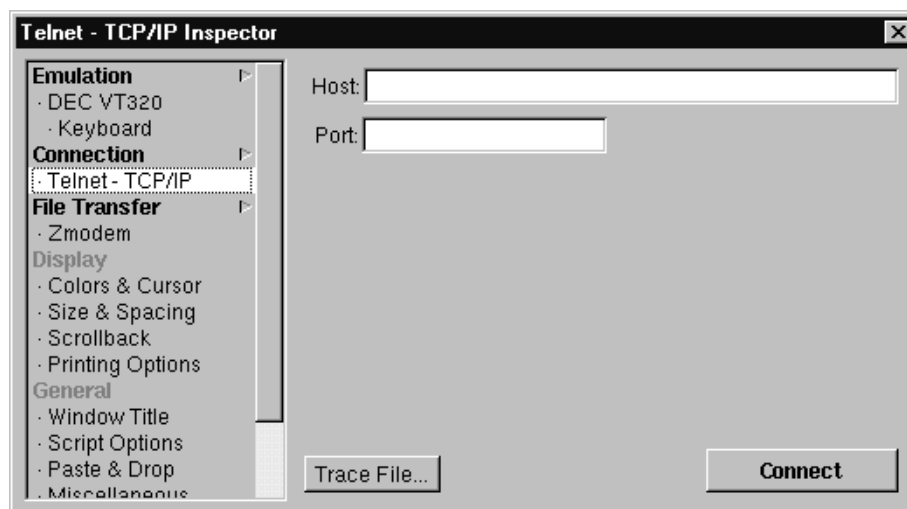 Telnet - TCP/IP Inspector
Emulation
· DEC VT320
· Keyboard
Connection
· Telnet - TCP/IP
File Transfer
· Zmodem
Display
· Colors & Cursor
· Size & Spacing
· Scrollback
· Printing Options
General
· Window Title
· Script Options
· Paste & Drop
· Miscellaneous
Host:
Port:
Trace File...
Connect